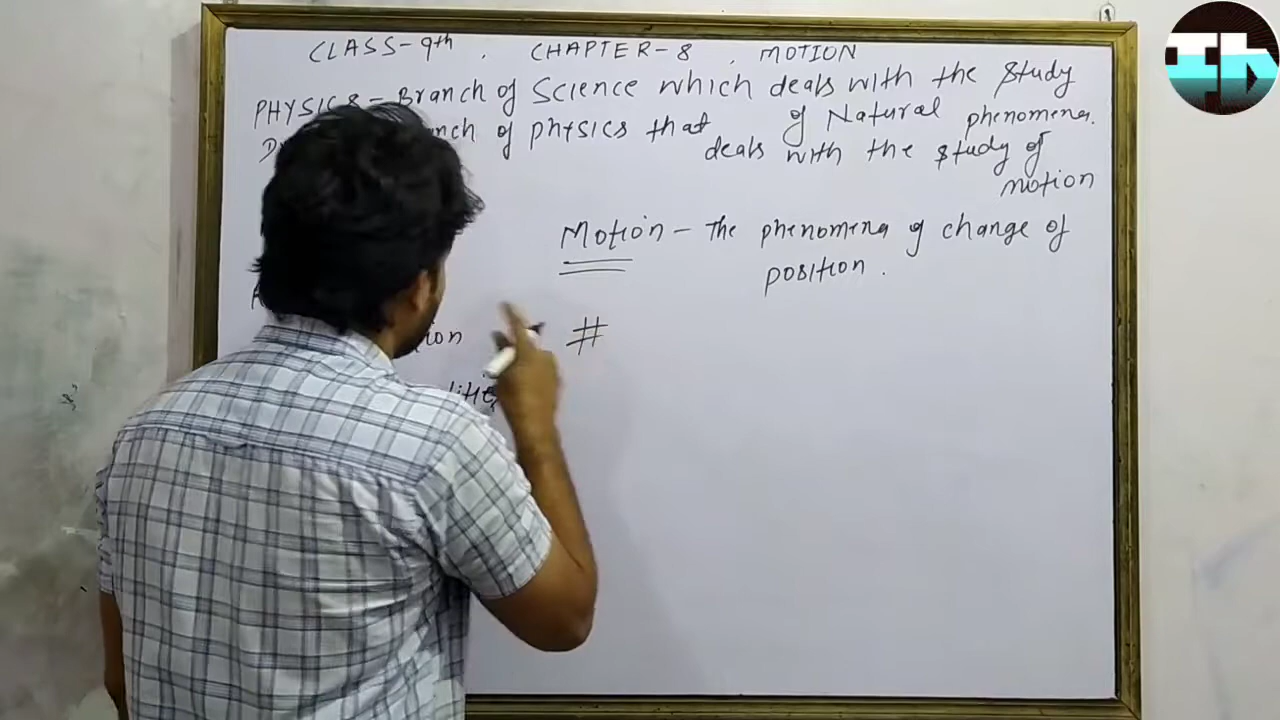 CLASS-9th, CHAPTER-8, MOTION
PHYSICS - Branch of Science which deals with the study
of Natural phenomena.
of physics that
deals with the study of
motion
Motion - The phenomena of change of
position.
#